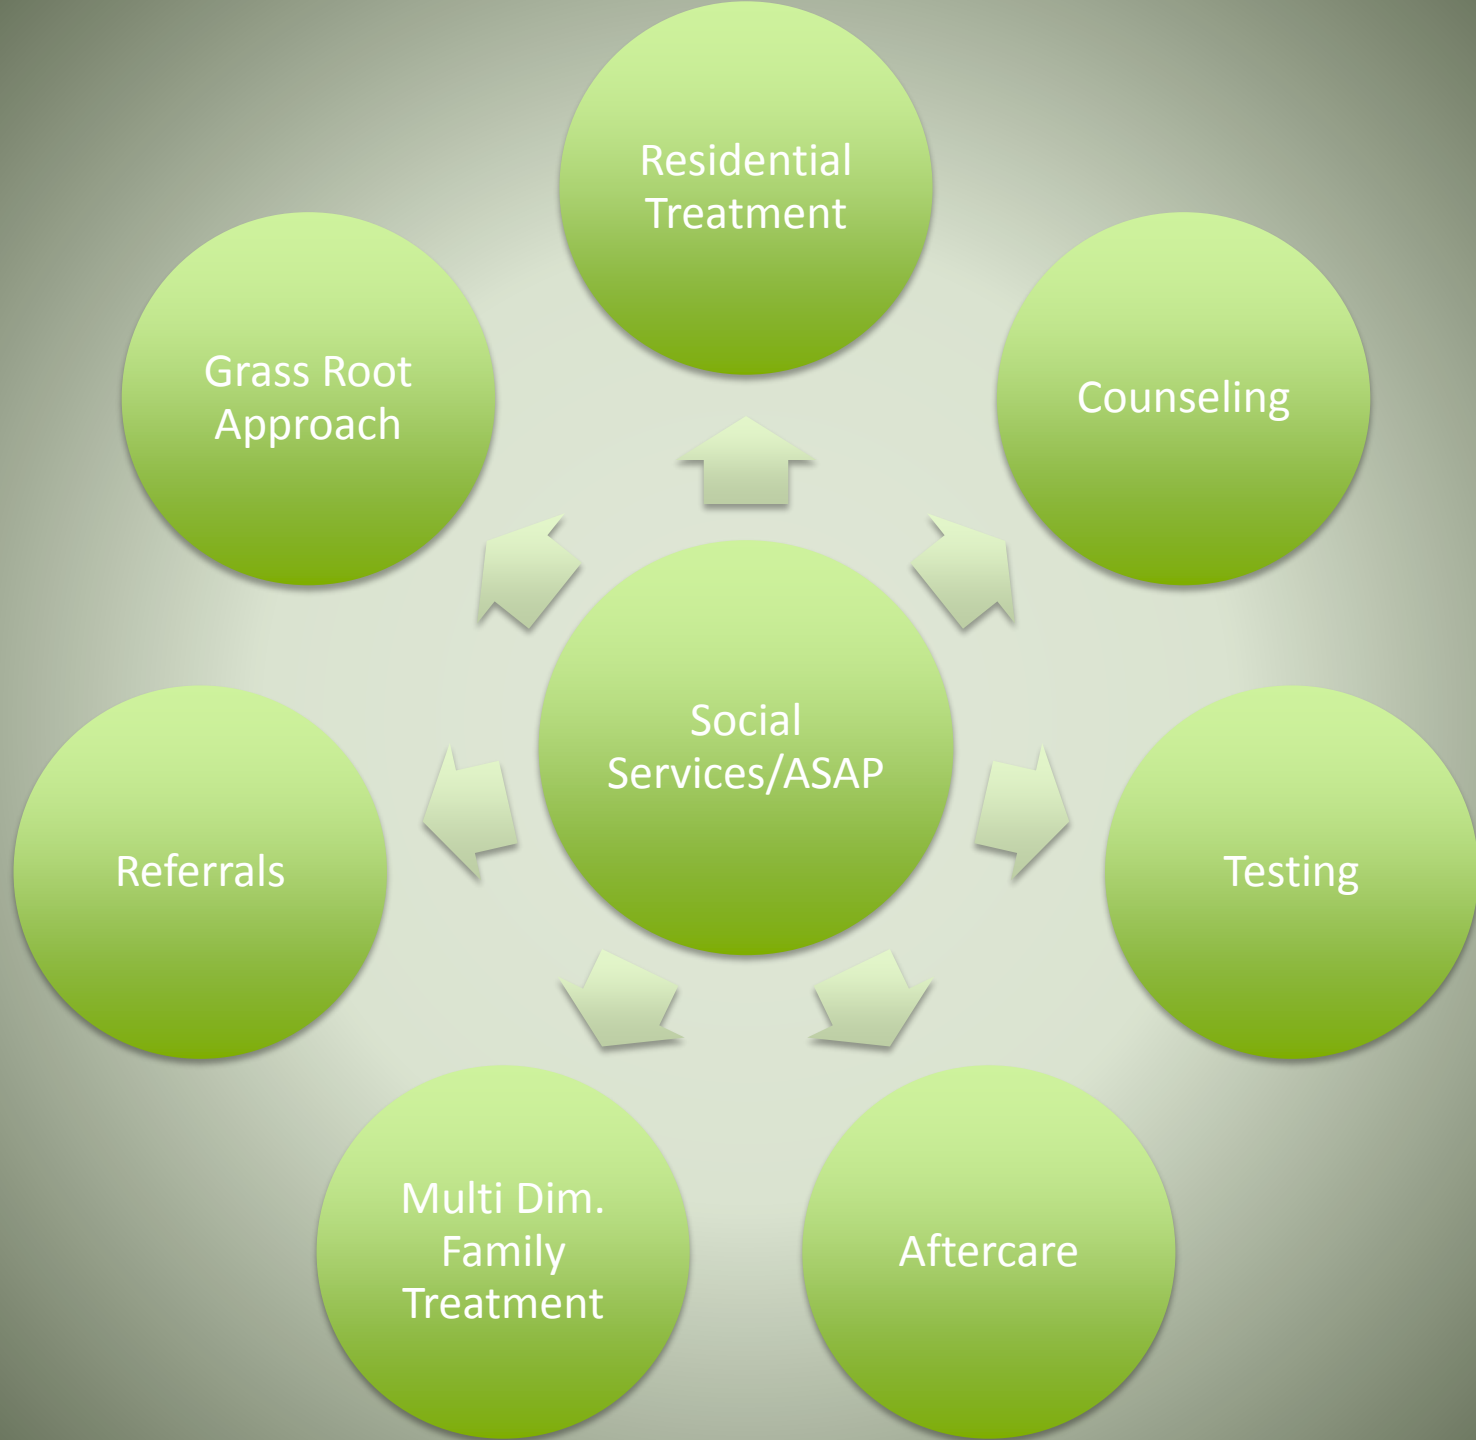 Residential
Treatment
Counseling
Testing
Aftercare
Multi Dim.
Family
Treatment
Referrals
Grass Root
Approach
Social
Services/ASAP